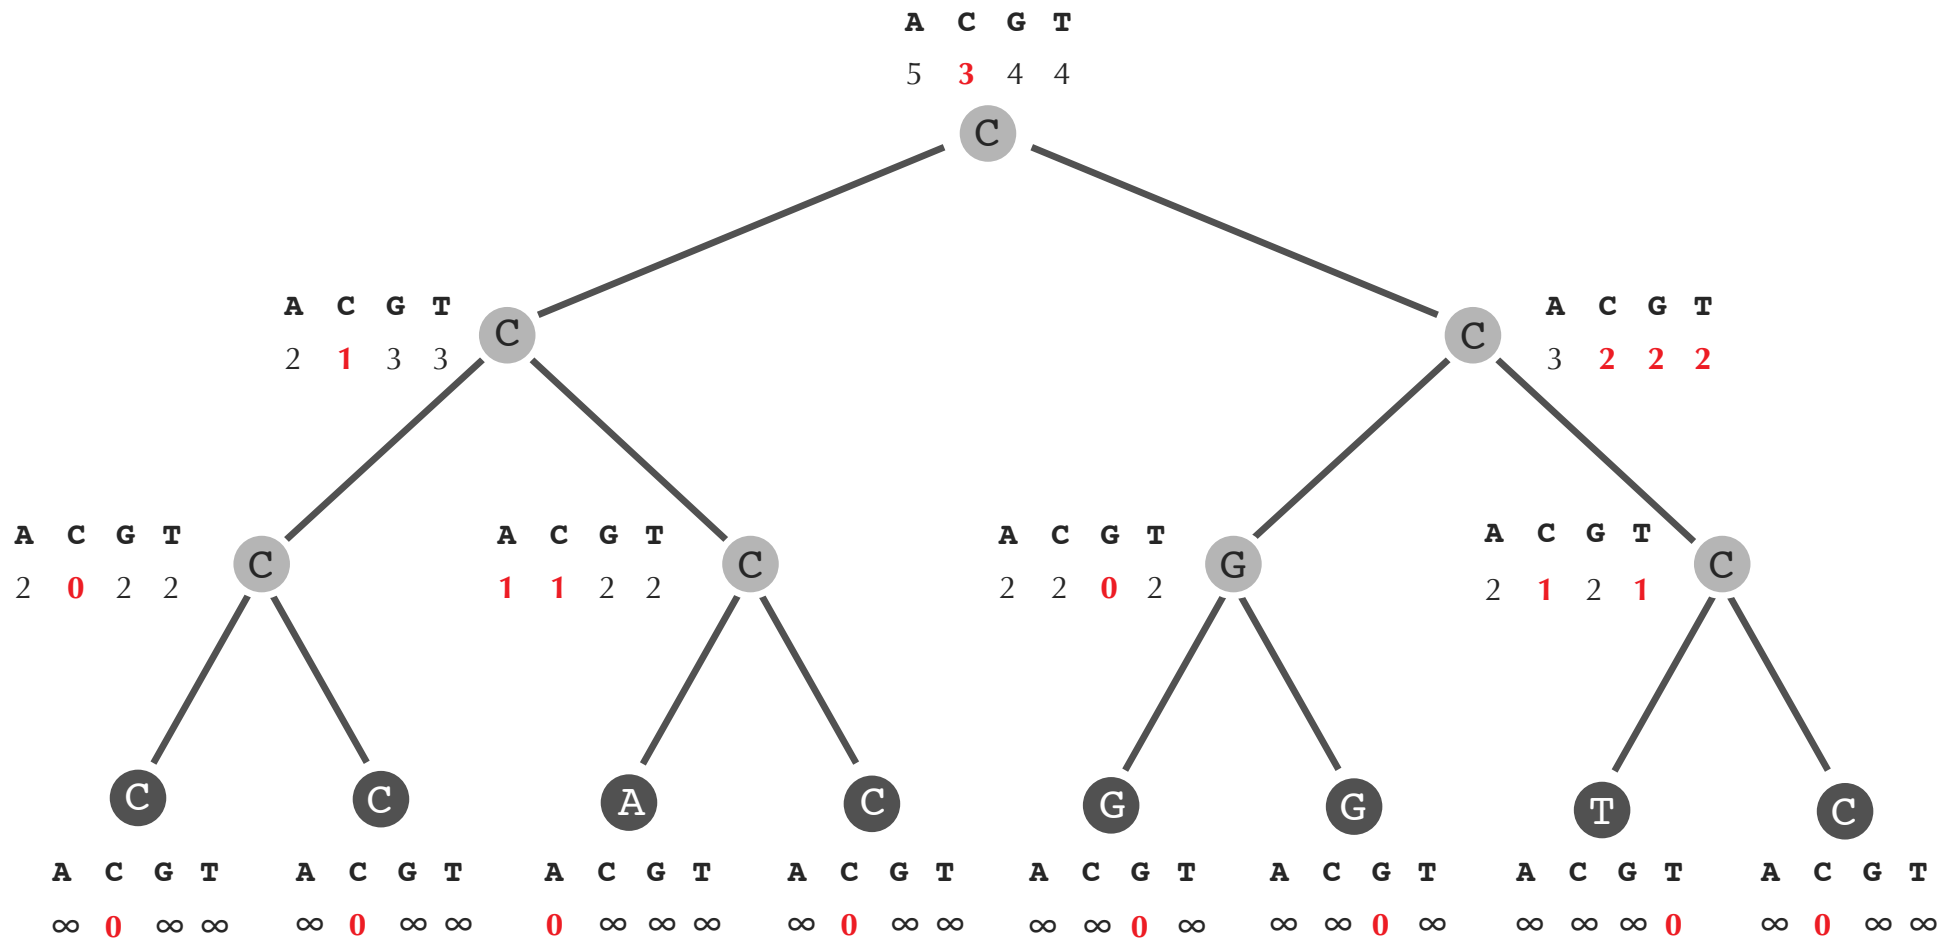 A C G T
5 3 4 4
C
A C G T
2 1 3 3
C
C
A C G T
3 2 2 2
A C G T
2 0 2 2
C
A C G T
1 1 2 2
C
A C G T
2 2 0 2
G
A C G T
2 1 2 1
C
C C A C G G T C
A C G T A C G T A C G T A C G T A C G T A C G T A C G T A C G T
∞ 0 ∞ ∞ ∞ 0 ∞ ∞ 0 ∞ ∞ ∞ ∞ 0 ∞ ∞ ∞ ∞ 0 ∞ ∞ ∞ 0 ∞ ∞ ∞ ∞ 0 ∞ 0 ∞ ∞